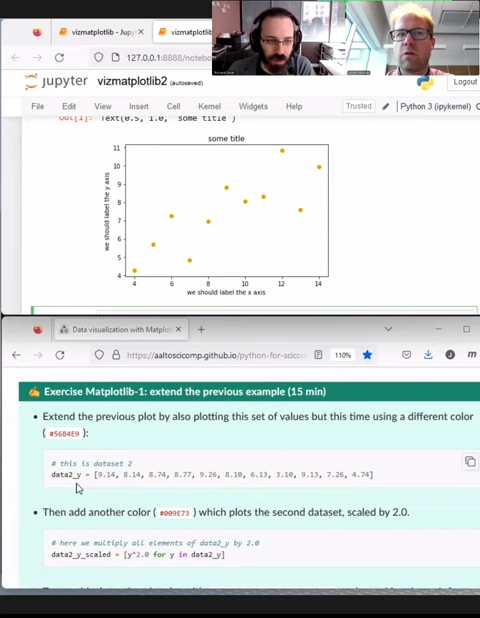 vizmatplotlib - Jupy
vizmatplotlib
127.0.0.1:8888/notebo
jupyter vizmatplotlib2 (autosaved)
Logout
File Edit View Insert Cell Kernel Widgets Help
Trusted Python 3 (ipykernel)
Out[1]: Text(0.5, 1.0, 'some title')
some title
we should label the y axis
11
10
9
8
7
6
5
4
4 6 8 10 12 14
we should label the x axis
Data visualization with Matplot
https://aaltoscicomp.github.io/python-for-scicom
110%
Exercise Matplotlib-1: extend the previous example (15 min)
Extend the previous plot by also plotting this set of values but this time using a different color
( #56B4E9 ):
# this is dataset 2
data2_y = [9.14, 8.14, 8.74, 8.77, 9.26, 8.10, 6.13, 3.10, 9.13, 7.26, 4.74]
Then add another color ( #009E73 ) which plots the second dataset, scaled by 2.0.
# here we multiply all elements of data2_y by 2.0
data2_y_scaled = [y*2.0 for y in data2_y]